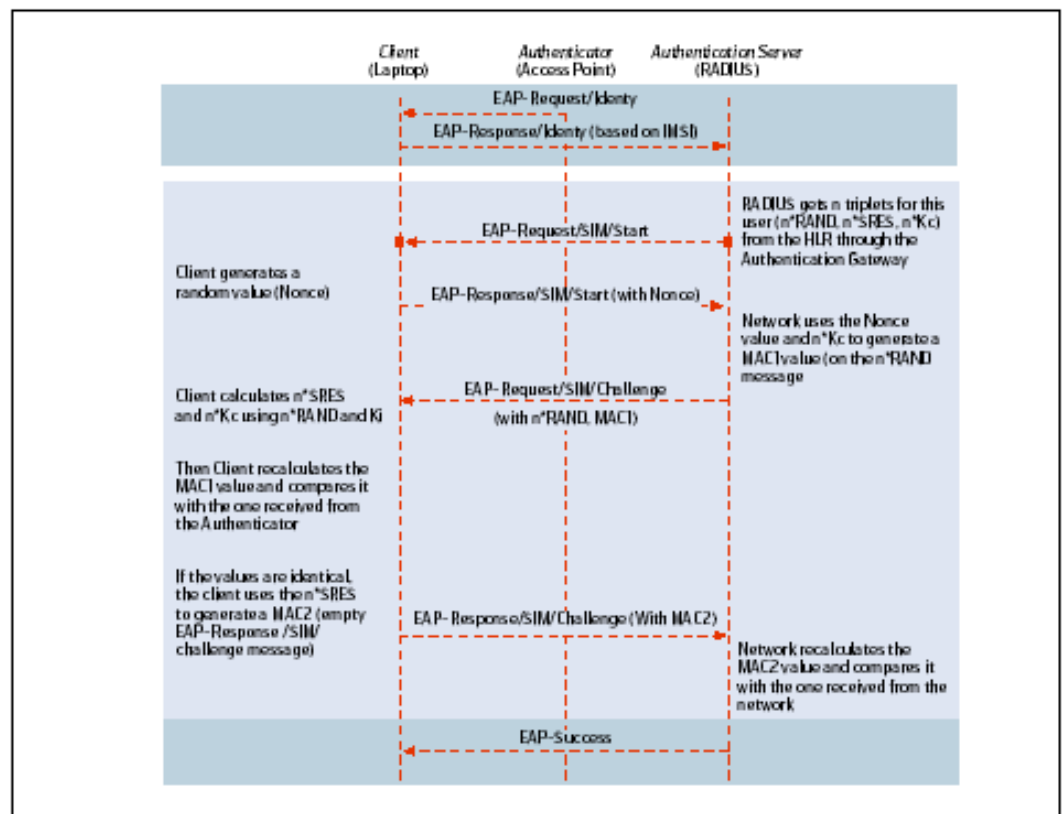 Client
(Laptop)
Authenticator
(Access Point)
Authentication Server
(RADIUS)
EAP-Request/Identy
EAP-Response/Identy (based on IMSI)
RADIUS gets n triplets for this
user (n*RAND, n*SRES, n*Kc)
from the HLR through the
Authentication Gateway
EAP-Request/SIM/Start
Client generates a
random value (Nonce)
EAP-Response/SIM/Start (with Nonce)
Network uses the Nonce
value and n*Kc to generate a
MAC1 value (on the n*RAND
message
EAP-Request/SIM/Challenge
(with n*RAND, MAC1)
Client calculates n*SRES
and n*Kc using n*RAND and Ki
Then Client recalculates the
MAC1 value and compares it
with the one received from
the Authenticator
If the values are identical,
the client uses the n*SRES
to generate a MAC2 (empty
EAP-Response /SIM/
challenge message)
EAP-Response/SIM/Challenge (With MAC2)
Network recalculates the
MAC2 value and compares it
with the one received from the
network
EAP-Success